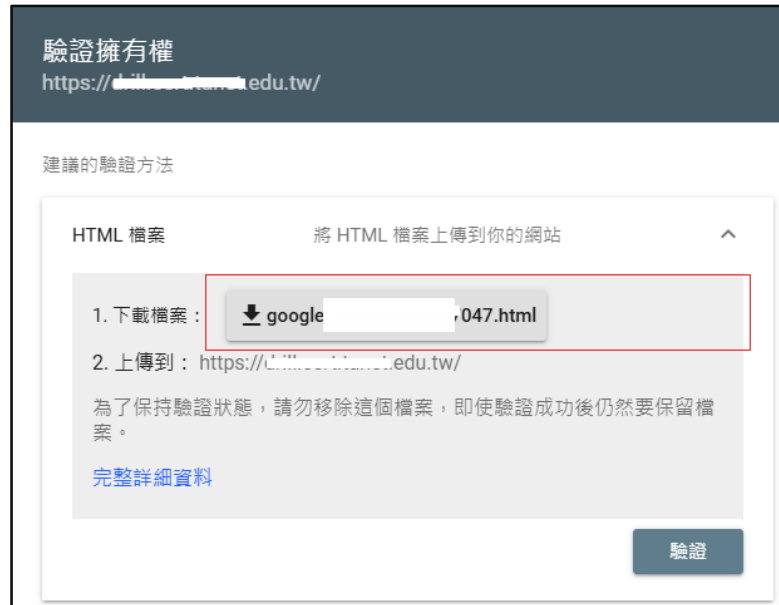 驗證擁有權
https:// edu.tw/
建議的驗證方法
HTML 檔案 將 HTML 檔案上傳到你的網站
1. 下載檔案： google 047.html
2. 上傳到： https:// .edu.tw/
為了保持驗證狀態，請勿移除這個檔案，即使驗證成功後仍然要保留檔
案。
完整詳細資料
驗證